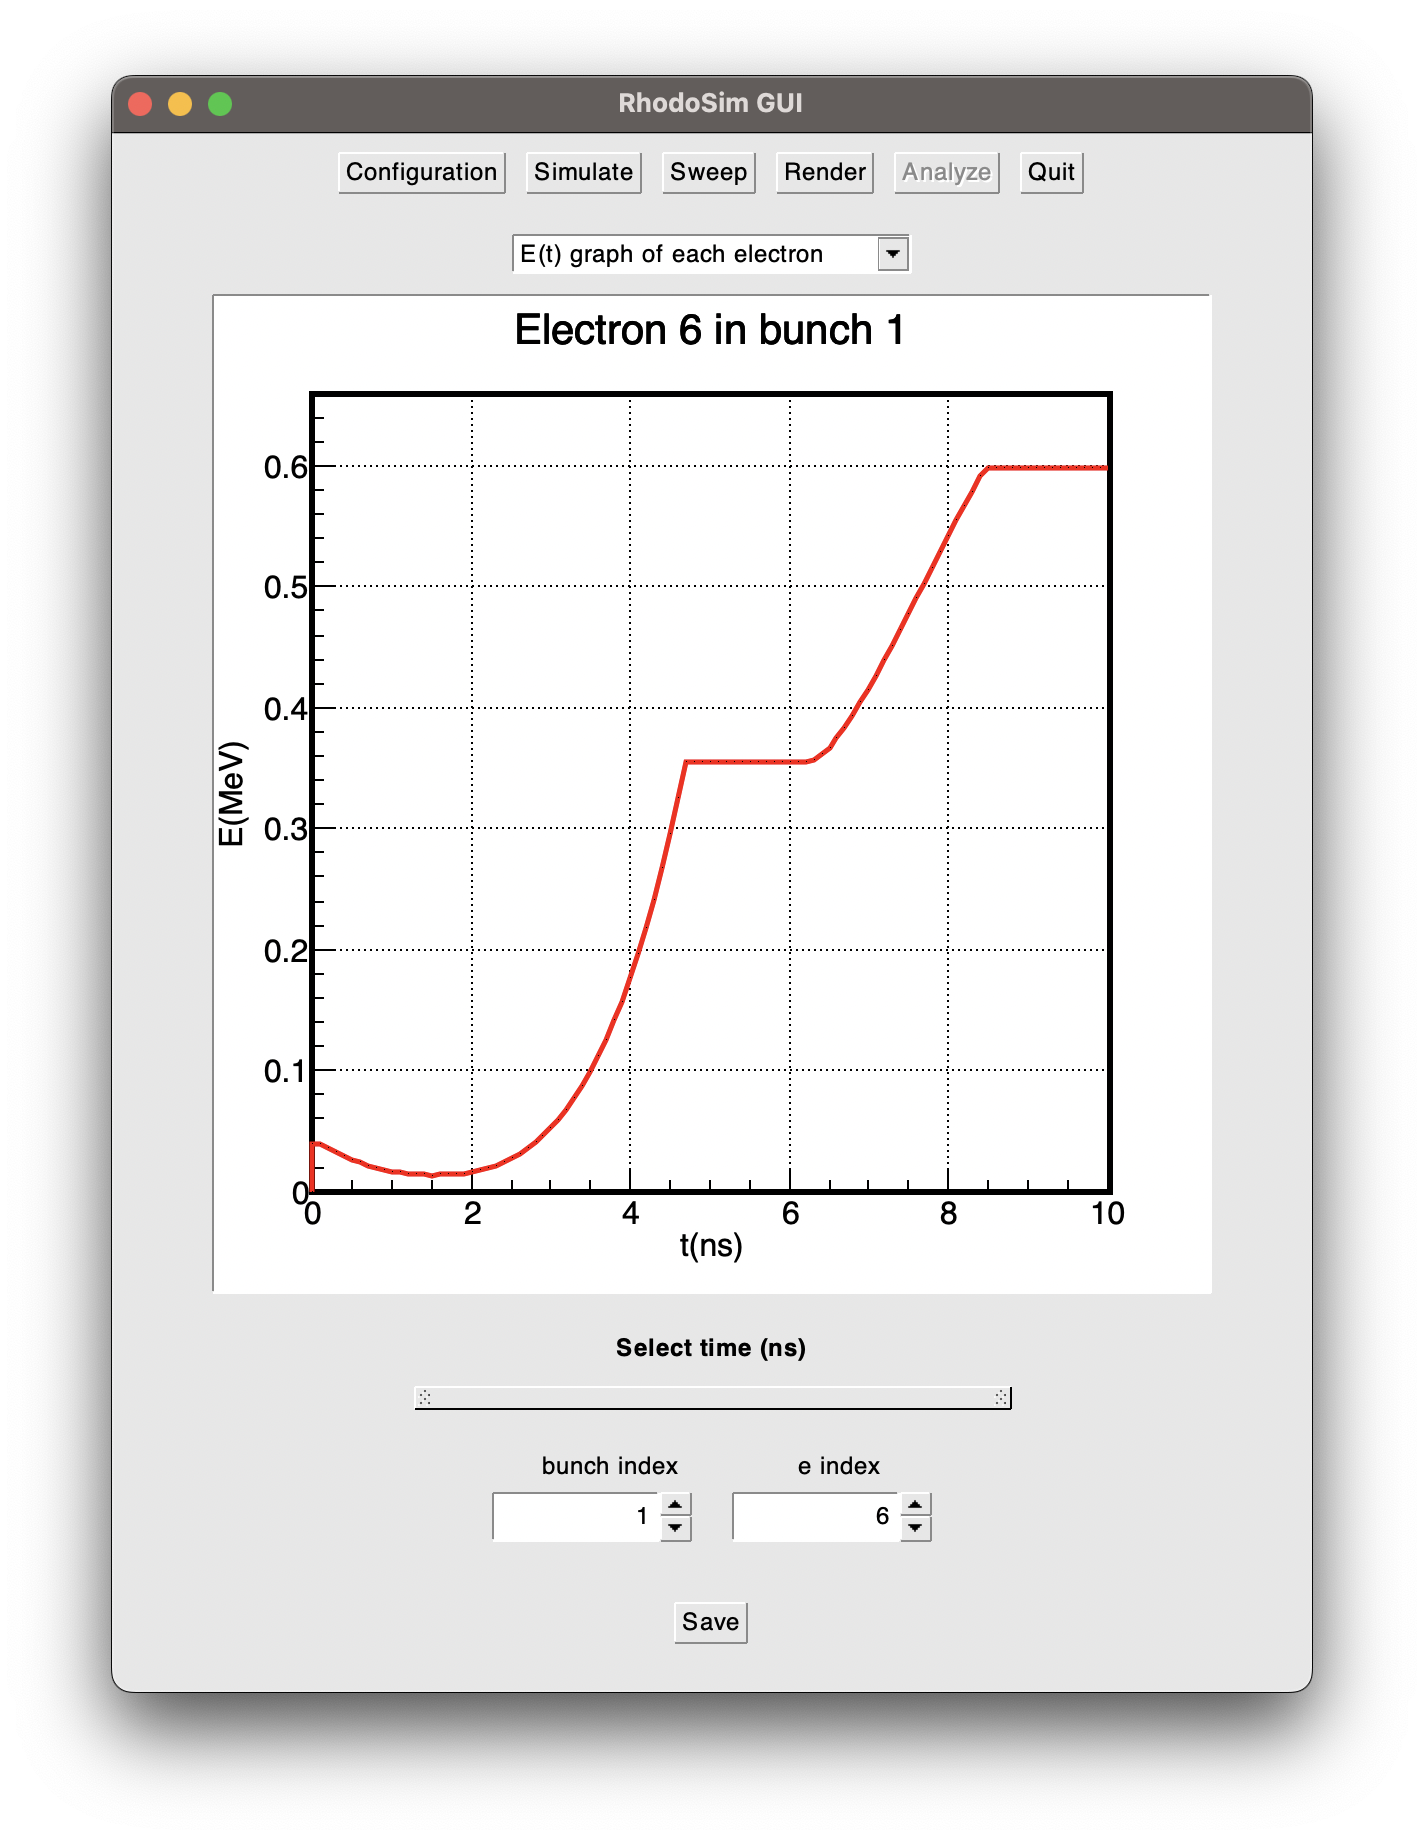 RhodoSim GUI
Configuration Simulate Sweep Render Analyze Quit
E(t) graph of each electron
Electron 6 in bunch 1
0.6
0.5
0.4
0.3
0.2
0.1
0
E(MeV)
0 2 4 6 8 10
t(ns)
Select time (ns)
bunch index e index
1 6
Save